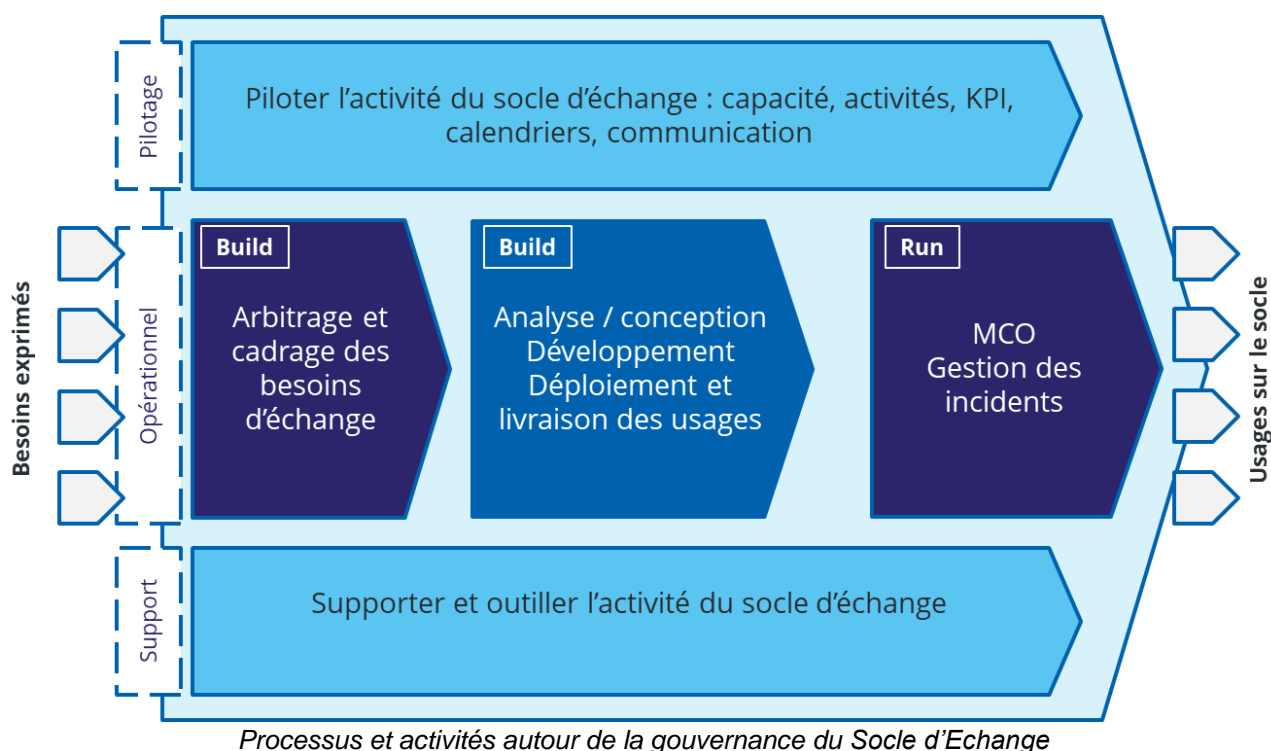 Pilotage
Piloter l’activité du socle d’échange : capacité, activités, KPI,
calendriers, communication
Besoins exprimés
Opérationnel
Build
Arbitrage et
cadrage des
besoins
d’échange
Build
Analyse / conception
Développement
Déploiement et
livraison des usages
Run
MCO
Gestion des
incidents
Usages sur le socle
Support
Supporter et outiller l’activité du socle d’échange
Processus et activités autour de la gouvernance du Socle d’Echange